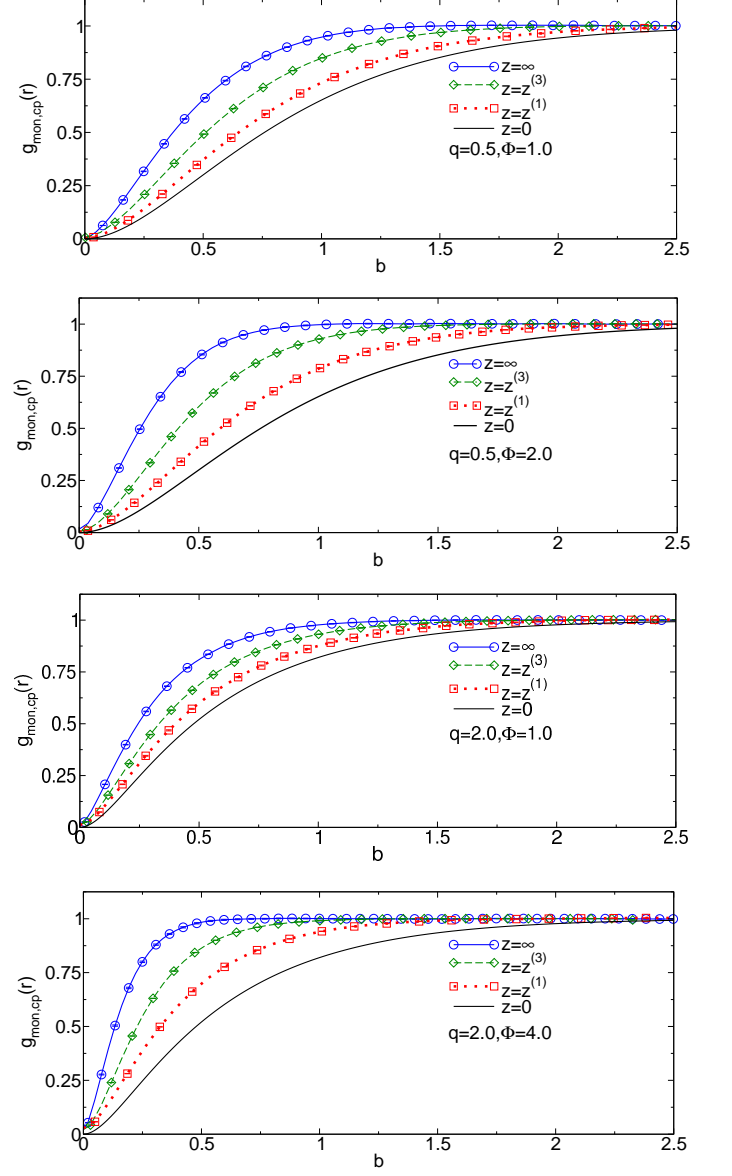 1
0.75
0.5
0.25
0
g_mon,cp(r)
z=∞
z=z^(3)
z=z^(1)
z=0
q=0.5,Φ=1.0
0 0.5 1 1.5 2 2.5
b
1
0.75
0.5
0.25
0
g_mon,cp(r)
z=∞
z=z^(3)
z=z^(1)
z=0
q=0.5,Φ=2.0
0 0.5 1 1.5 2 2.5
b
1
0.75
0.5
0.25
0
g_mon,cp(r)
z=∞
z=z^(3)
z=z^(1)
z=0
q=2.0,Φ=1.0
0 0.5 1 1.5 2 2.5
b
1
0.75
0.5
0.25
0
g_mon,cp(r)
z=∞
z=z^(3)
z=z^(1)
z=0
q=2.0,Φ=4.0
0 0.5 1 1.5 2 2.5
b